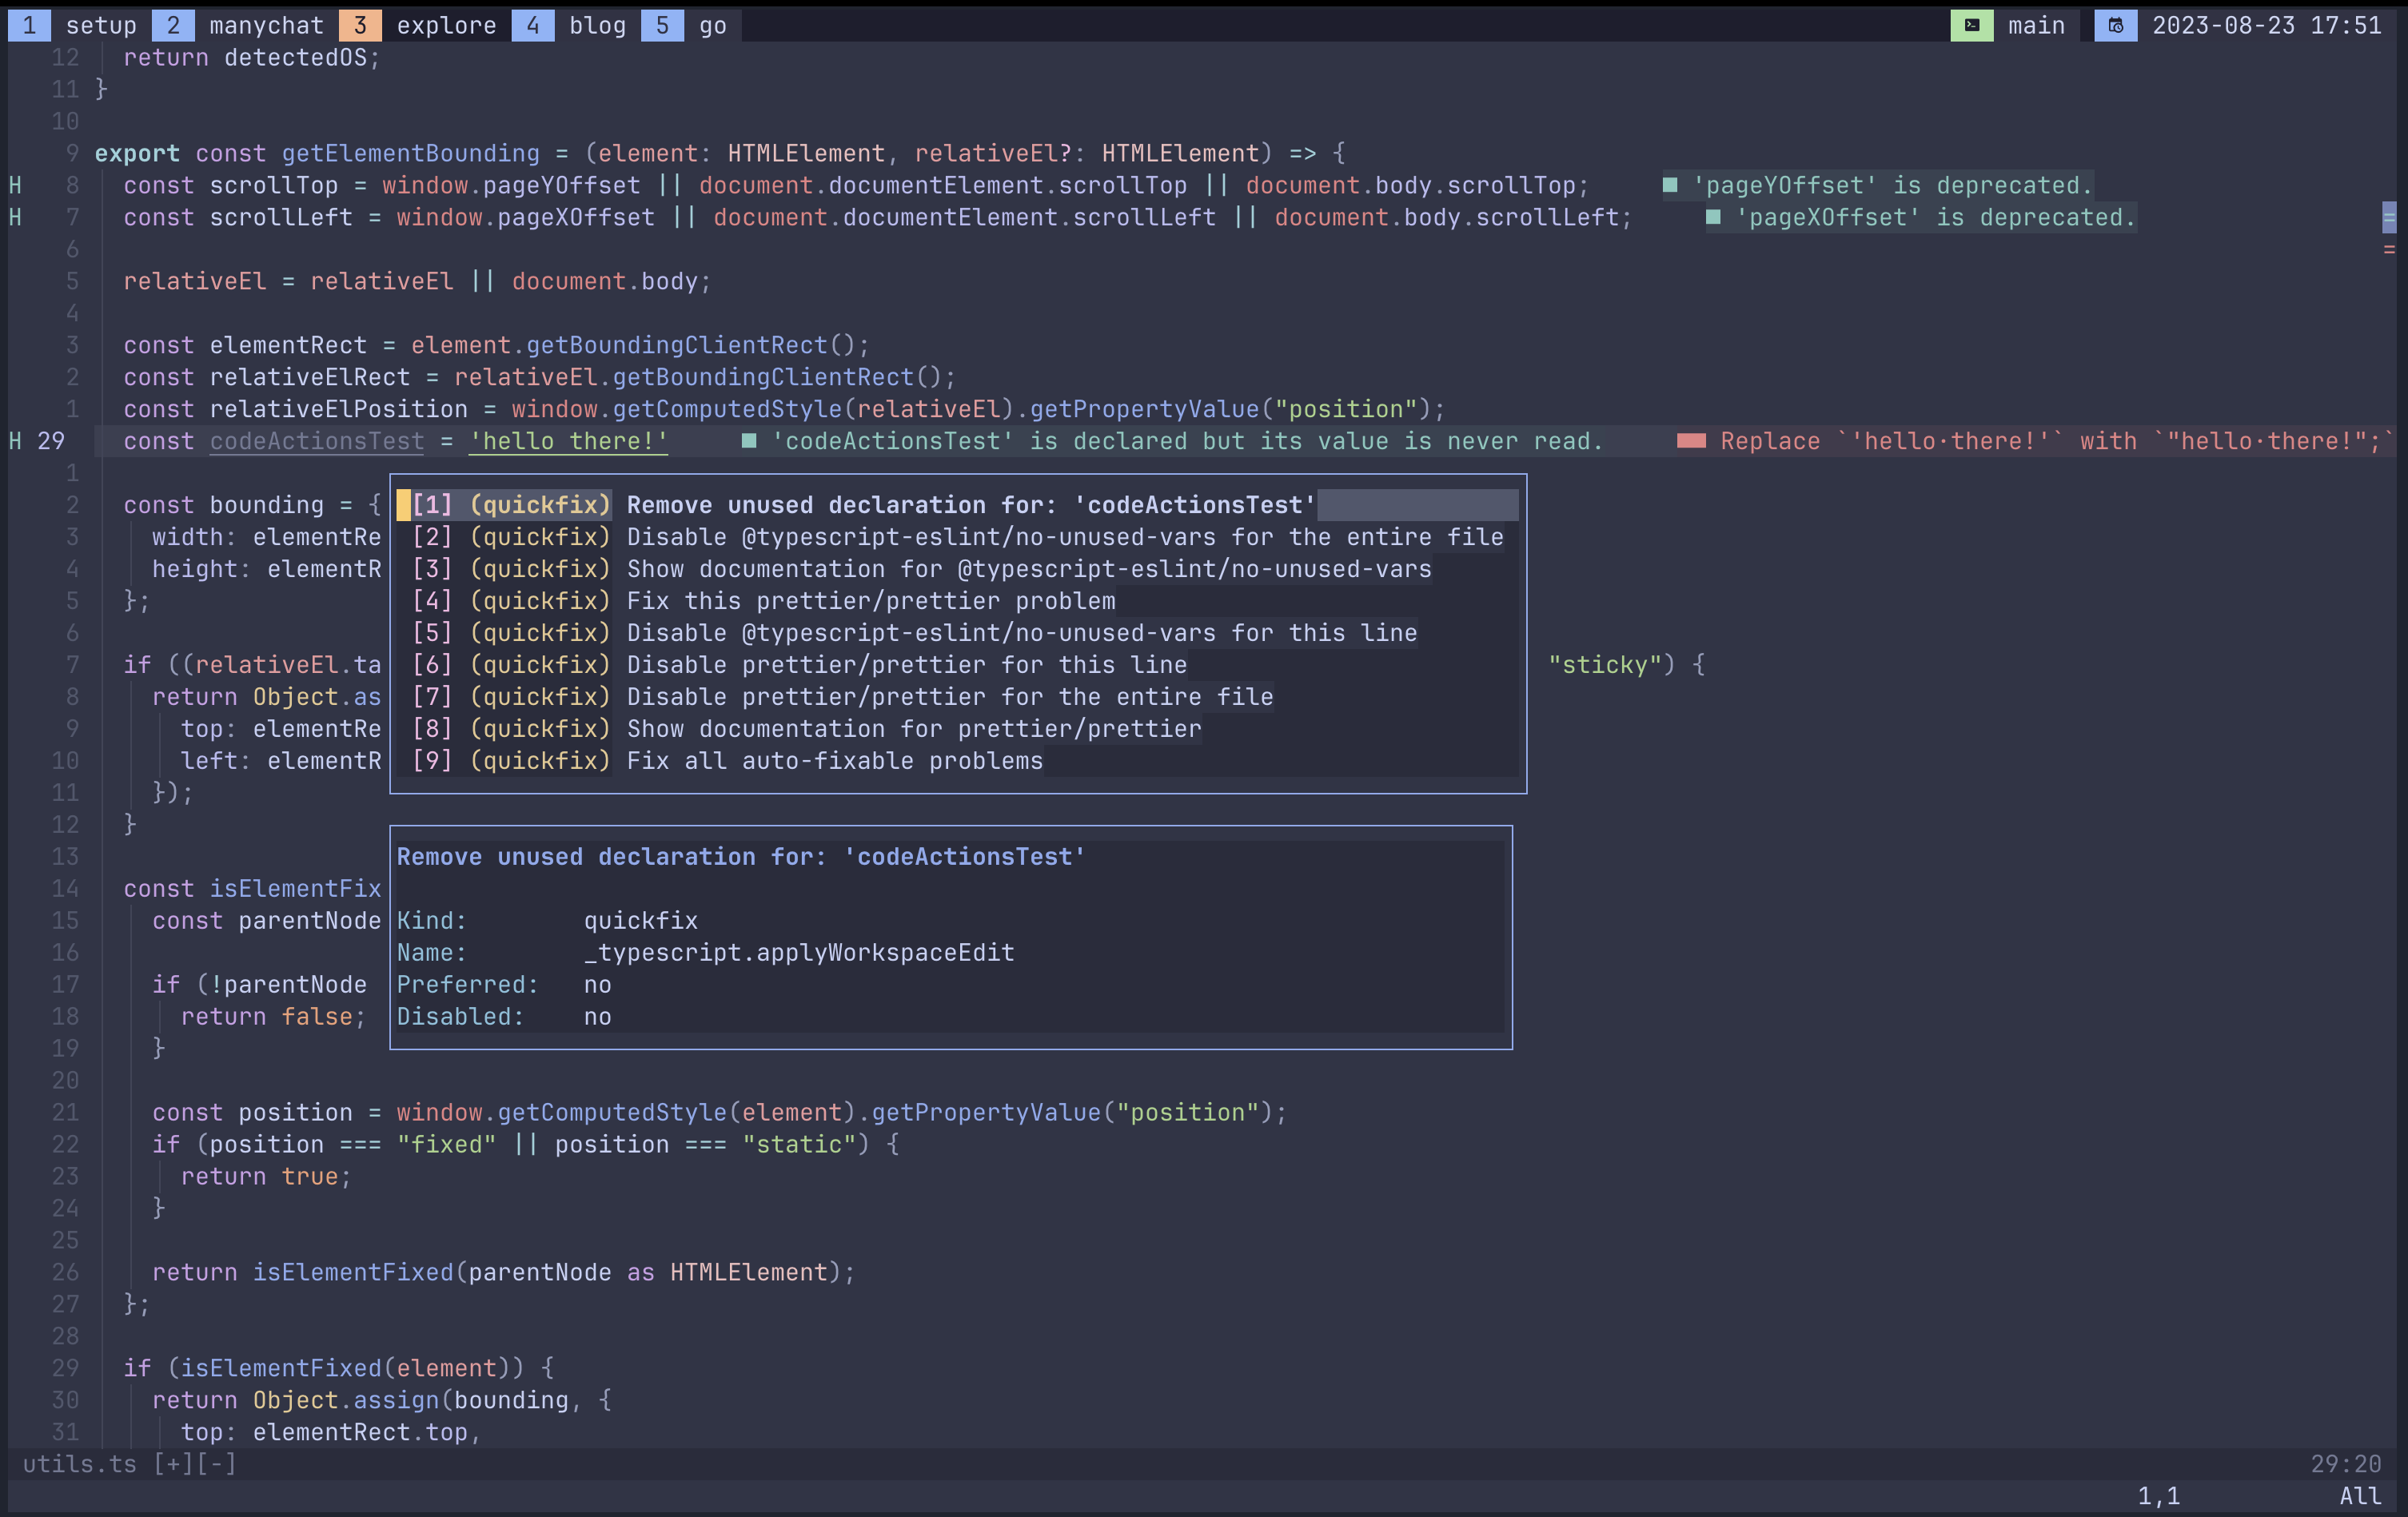 1 setup 2 manychat 3 explore 4 blog 5 go main 2023-08-23 17:51
12 return detectedOS;
11 }
10
9 export const getElementBounding = (element: HTMLElement, relativeEl?: HTMLElement) => {
H 8 const scrollTop = window.pageYOffset || document.documentElement.scrollTop || document.body.scrollTop; ■ 'pageYOffset' is deprecated.
H 7 const scrollLeft = window.pageXOffset || document.documentElement.scrollLeft || document.body.scrollLeft; ■ 'pageXOffset' is deprecated.
6
5 relativeEl = relativeEl || document.body;
4
3 const elementRect = element.getBoundingClientRect();
2 const relativeElRect = relativeEl.getBoundingClientRect();
1 const relativeElPosition = window.getComputedStyle(relativeEl).getPropertyValue("position");
H 29 const codeActionsTest = 'hello there!' ■ 'codeActionsTest' is declared but its value is never read. ■■ Replace `'hello·there!'` with `"hello·there!";`
1
2 const bounding = { [1] (quickfix) Remove unused declaration for: 'codeActionsTest'
3 width: elementRe [2] (quickfix) Disable @typescript-eslint/no-unused-vars for the entire file
4 height: elementR [3] (quickfix) Show documentation for @typescript-eslint/no-unused-vars
5 }; [4] (quickfix) Fix this prettier/prettier problem
6 [5] (quickfix) Disable @typescript-eslint/no-unused-vars for this line
7 if ((relativeEl.ta [6] (quickfix) Disable prettier/prettier for this line "sticky") {
8 return Object.as [7] (quickfix) Disable prettier/prettier for the entire file
9 top: elementRe [8] (quickfix) Show documentation for prettier/prettier
10 left: elementR [9] (quickfix) Fix all auto-fixable problems
11 });
12 }
13 Remove unused declaration for: 'codeActionsTest'
14 const isElementFix
15 const parentNode Kind: quickfix
16 Name: _typescript.applyWorkspaceEdit
17 if (!parentNode Preferred: no
18 return false; Disabled: no
19 }
20
21 const position = window.getComputedStyle(element).getPropertyValue("position");
22 if (position === "fixed" || position === "static") {
23 return true;
24 }
25
26 return isElementFixed(parentNode as HTMLElement);
27 };
28
29 if (isElementFixed(element)) {
30 return Object.assign(bounding, {
31 top: elementRect.top,
utils.ts [+][-] 29:20
1,1 All